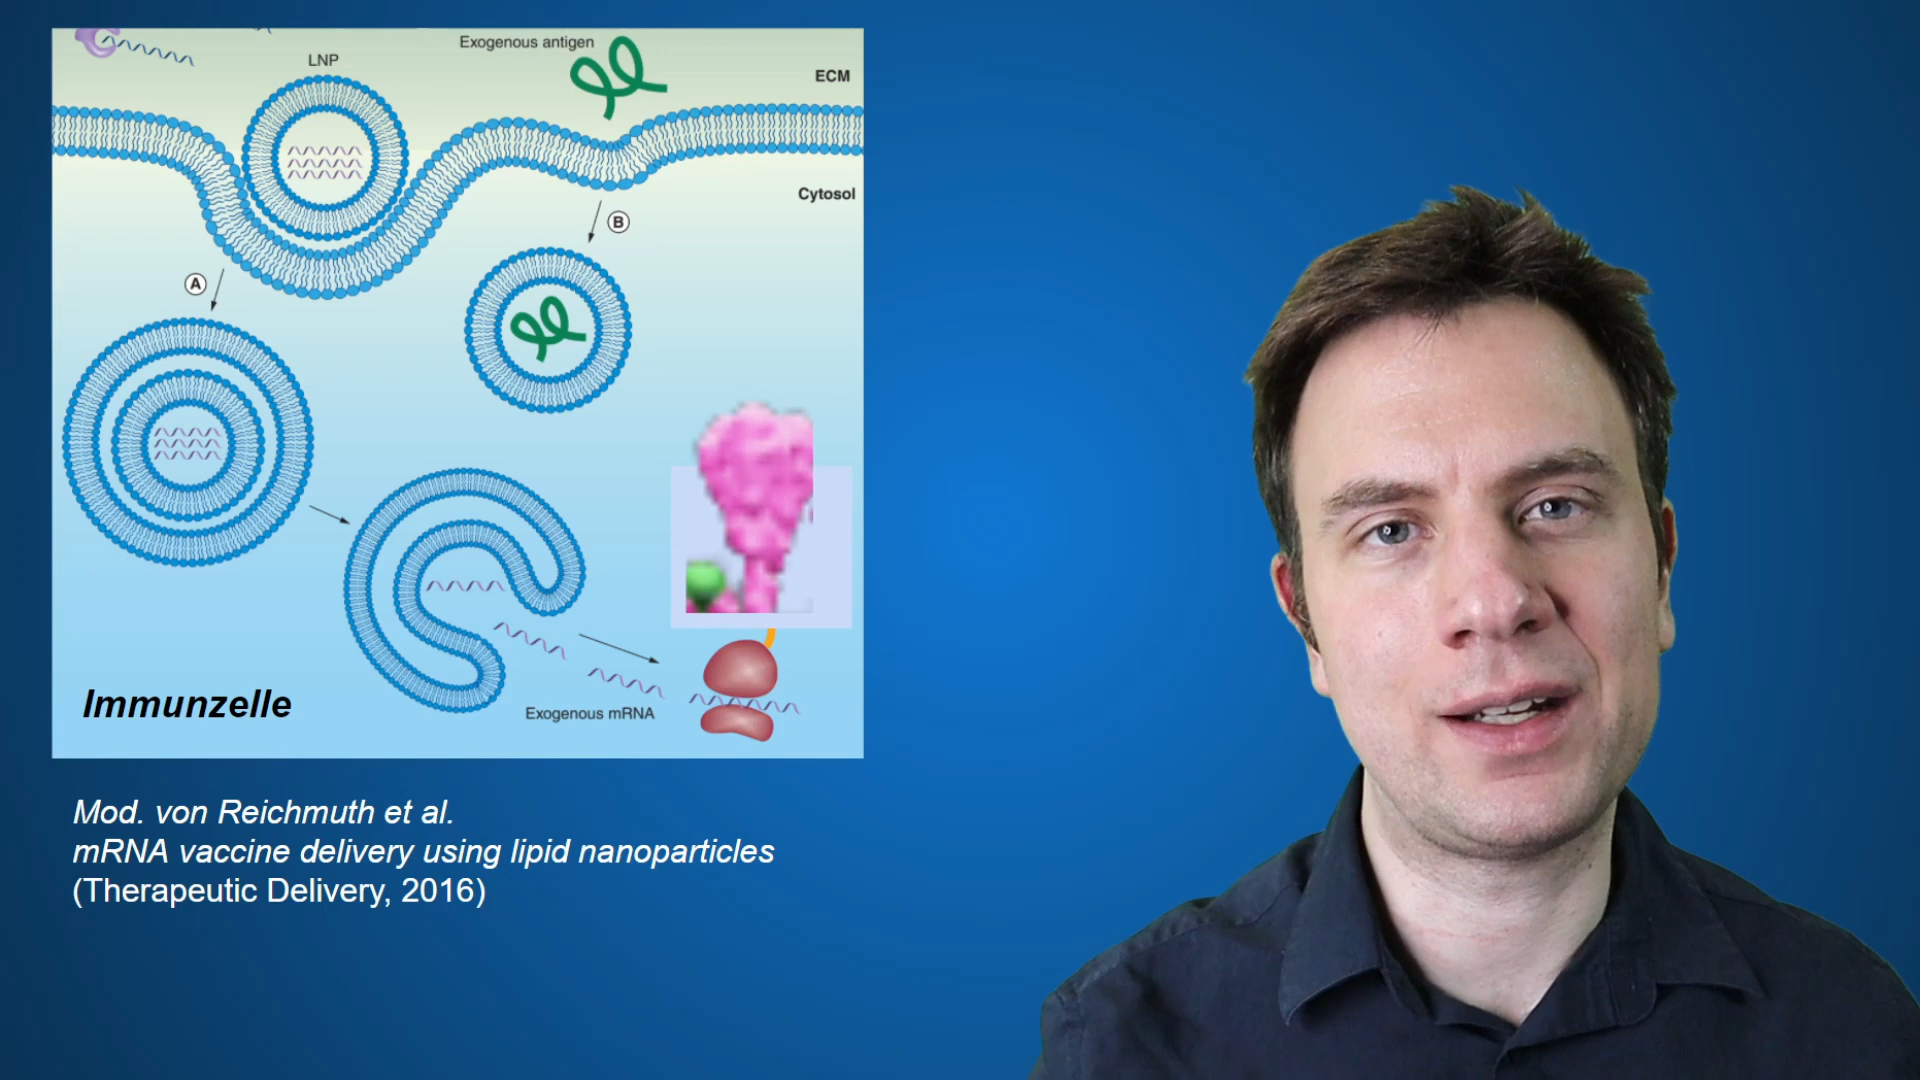 Exogenous antigen
LNP
ECM
Cytosol
B
A
Immunzelle
Exogenous mRNA
Mod. von Reichmuth et al.
mRNA vaccine delivery using lipid nanoparticles
(Therapeutic Delivery, 2016)